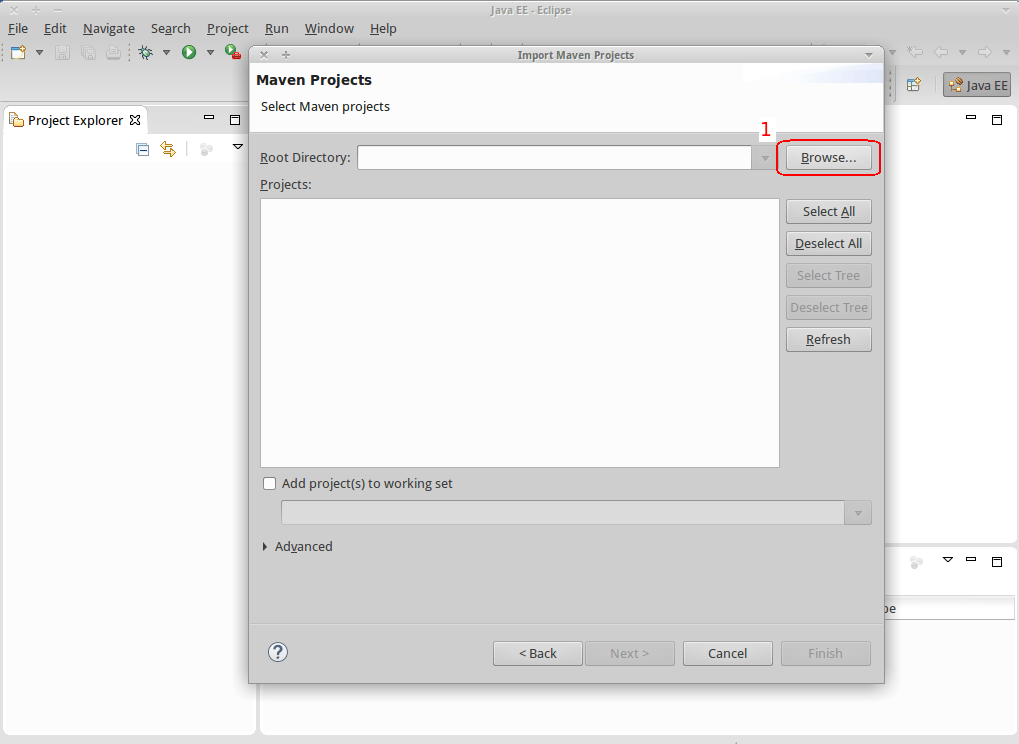 Java EE - Eclipse
File Edit Navigate Search Project Run Window Help
Import Maven Projects
Maven Projects
Select Maven projects
Java EE
Project Explorer
1
Root Directory:
Browse...
Projects:
Select All
Deselect All
Select Tree
Deselect Tree
Refresh
Add project(s) to working set
Advanced
pe
?
< Back
Next >
Cancel
Finish